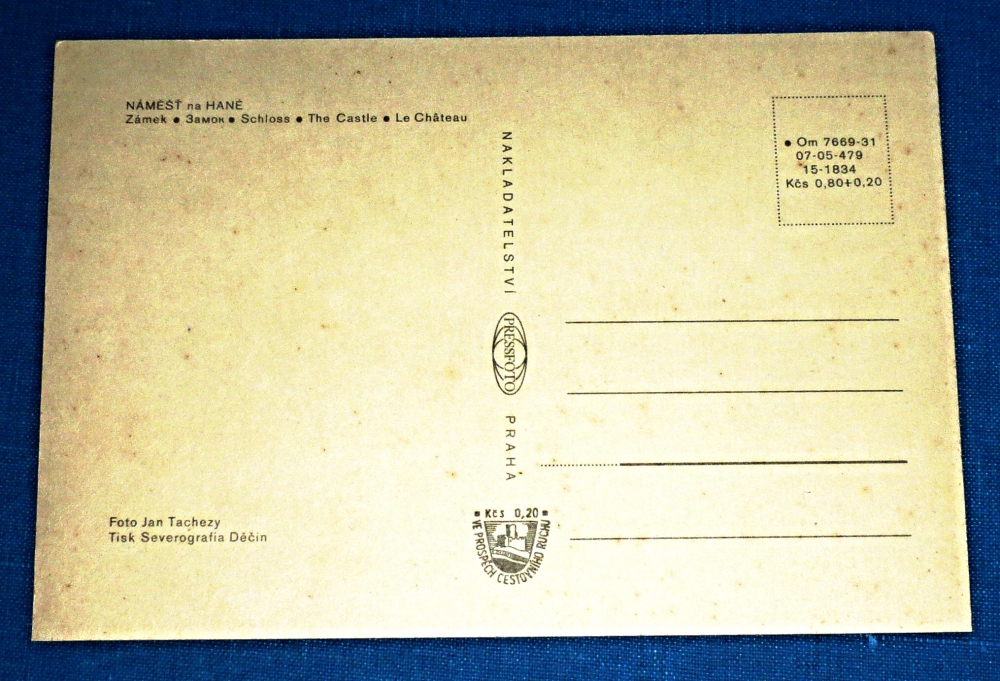 NÁMĚŠŤ na HANÉ
Zámek ● Замок ● Schloss ● The Castle ● Le Château
● Om 7669-31
07-05-479
15-1834
Kčs 0,80+0,20
NAKLADATELSTVÍ
PRESSFOTO
PRAHA
Foto Jan Tachezy
Tisk Severografia Děčín
■ Kčs 0,20 ■
VE PROSPĚCH CESTOVNÍHO RUCHU